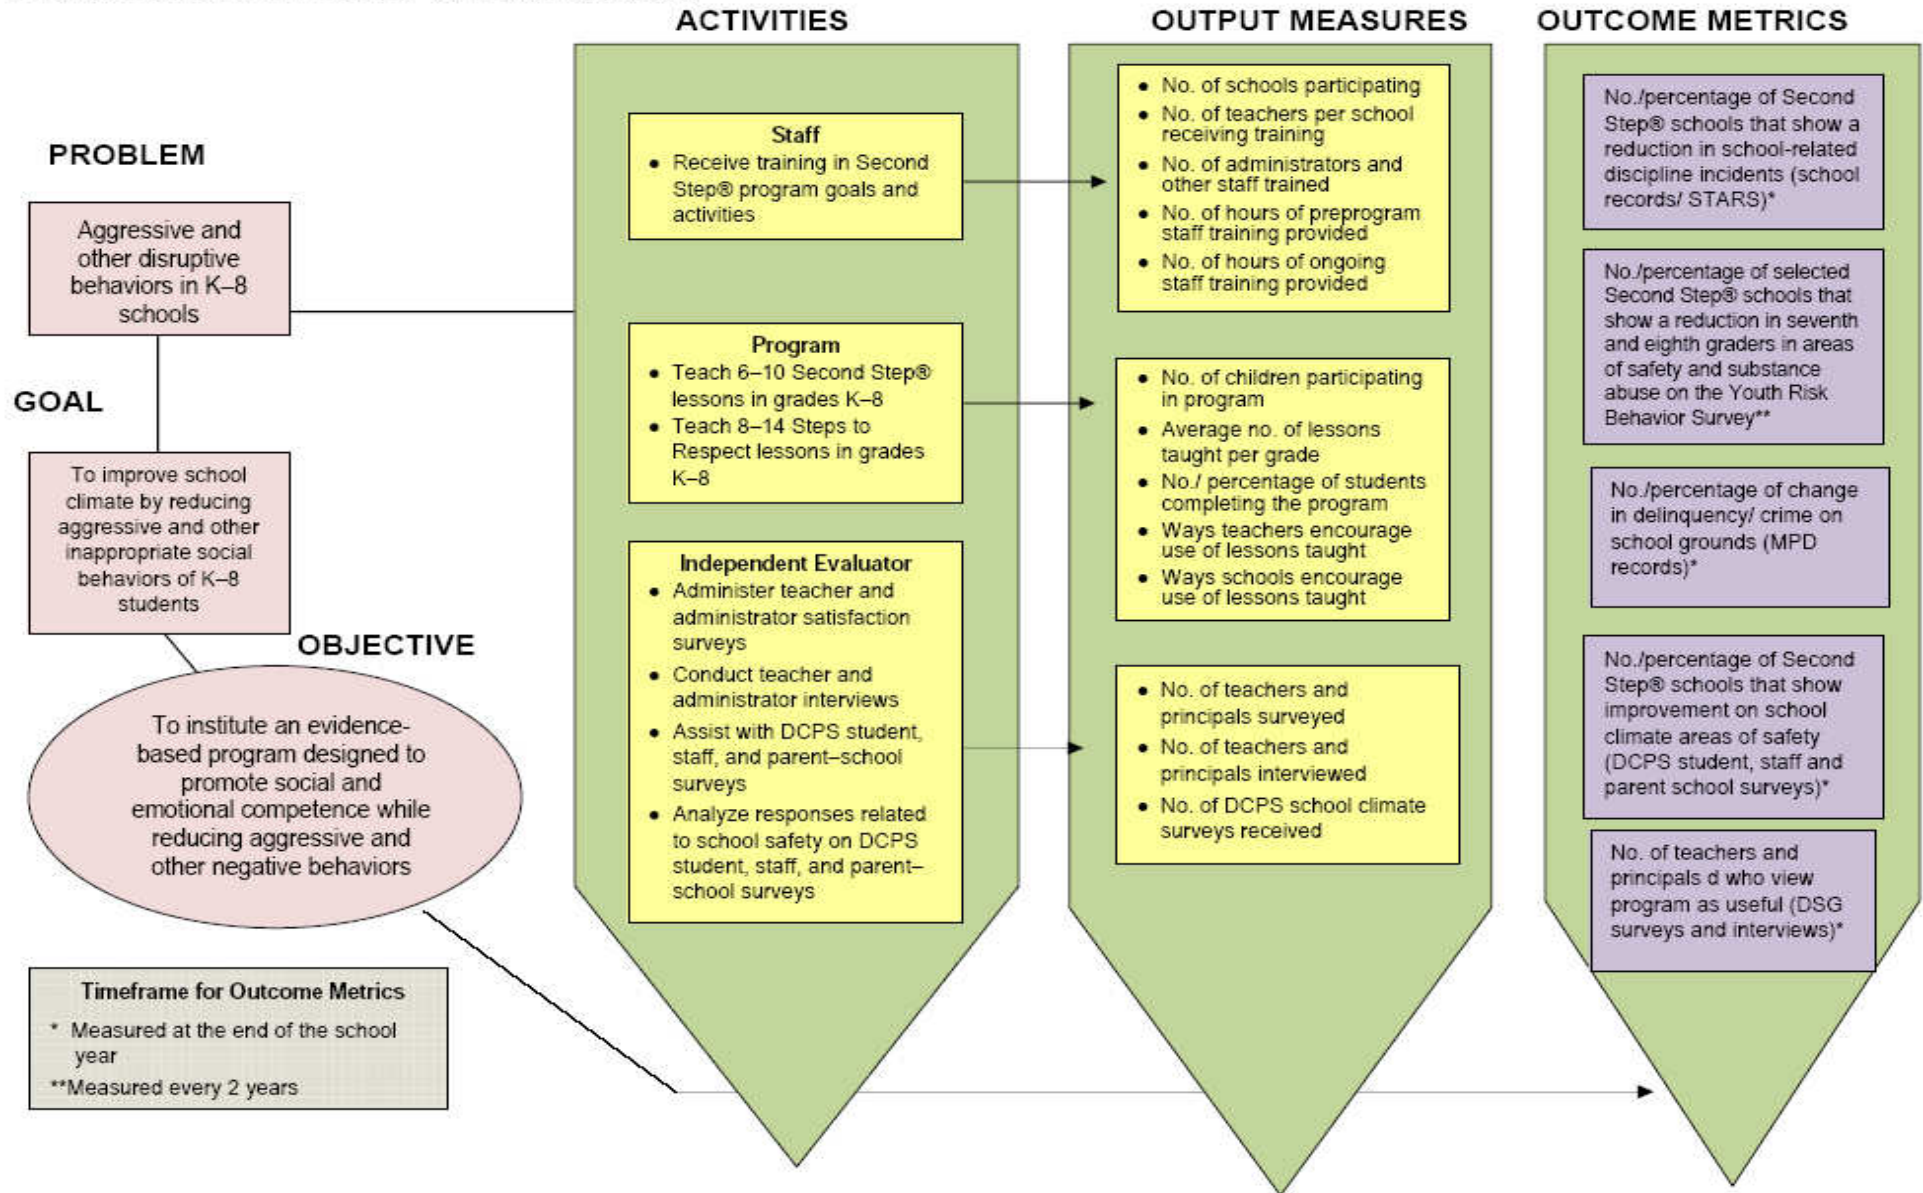 PROBLEM
Aggressive and
other disruptive
behaviors in K–8
schools
GOAL
To improve school
climate by reducing
aggressive and other
inappropriate social
behaviors of K–8
students
OBJECTIVE
To institute an evidence-
based program designed to
promote social and
emotional competence while
reducing aggressive and
other negative behaviors
Timeframe for Outcome Metrics
* Measured at the end of the school
year
**Measured every 2 years
ACTIVITIES
Staff
• Receive training in Second
Step® program goals and
activities
Program
• Teach 6–10 Second Step®
lessons in grades K–8
• Teach 8–14 Steps to
Respect lessons in grades
K–8
Independent Evaluator
• Administer teacher and
administrator satisfaction
surveys
• Conduct teacher and
administrator interviews
• Assist with DCPS student,
staff, and parent–school
surveys
• Analyze responses related
to school safety on DCPS
student, staff, and parent–
school surveys
OUTPUT MEASURES
• No. of schools participating
• No. of teachers per school
receiving training
• No. of administrators and
other staff trained
• No. of hours of preprogram
staff training provided
• No. of hours of ongoing
staff training provided
• No. of children participating
in program
• Average no. of lessons
taught per grade
• No./ percentage of students
completing the program
• Ways teachers encourage
use of lessons taught
• Ways schools encourage
use of lessons taught
• No. of teachers and
principals surveyed
• No. of teachers and
principals interviewed
• No. of DCPS school climate
surveys received
OUTCOME METRICS
No./percentage of Second
Step® schools that show a
reduction in school-related
discipline incidents (school
records/ STARS)*
No./percentage of selected
Second Step® schools that
show a reduction in seventh
and eighth graders in areas
of safety and substance
abuse on the Youth Risk
Behavior Survey**
No./percentage of change
in delinquency/ crime on
school grounds (MPD
records)*
No./percentage of Second
Step® schools that show
improvement on school
climate areas of safety
(DCPS student, staff and
parent school surveys)*
No. of teachers and
principals d who view
program as useful (DSG
surveys and interviews)*